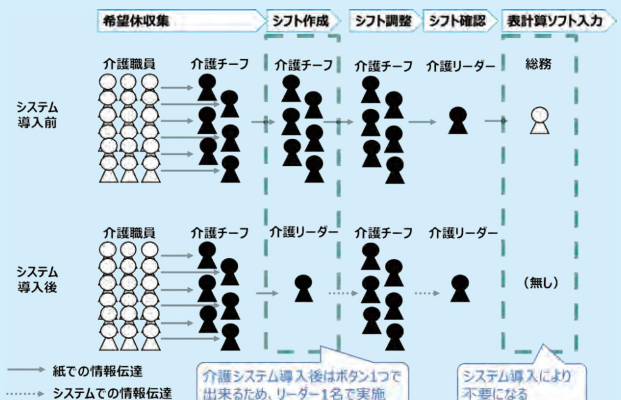 希望休収集
シフト作成
シフト調整
シフト確認
表計算ソフト入力
介護職員
介護チーフ
介護チーフ
介護チーフ
介護リーダー
総務
システム
導入前
介護職員
介護チーフ
介護リーダー
介護チーフ
介護リーダー
システム
導入後
(無し)
紙での情報伝達
システムでの情報伝達
介護システム導入後はボタン1つで
出来るため、リーダー1名で実施
システム導入により
不要になる